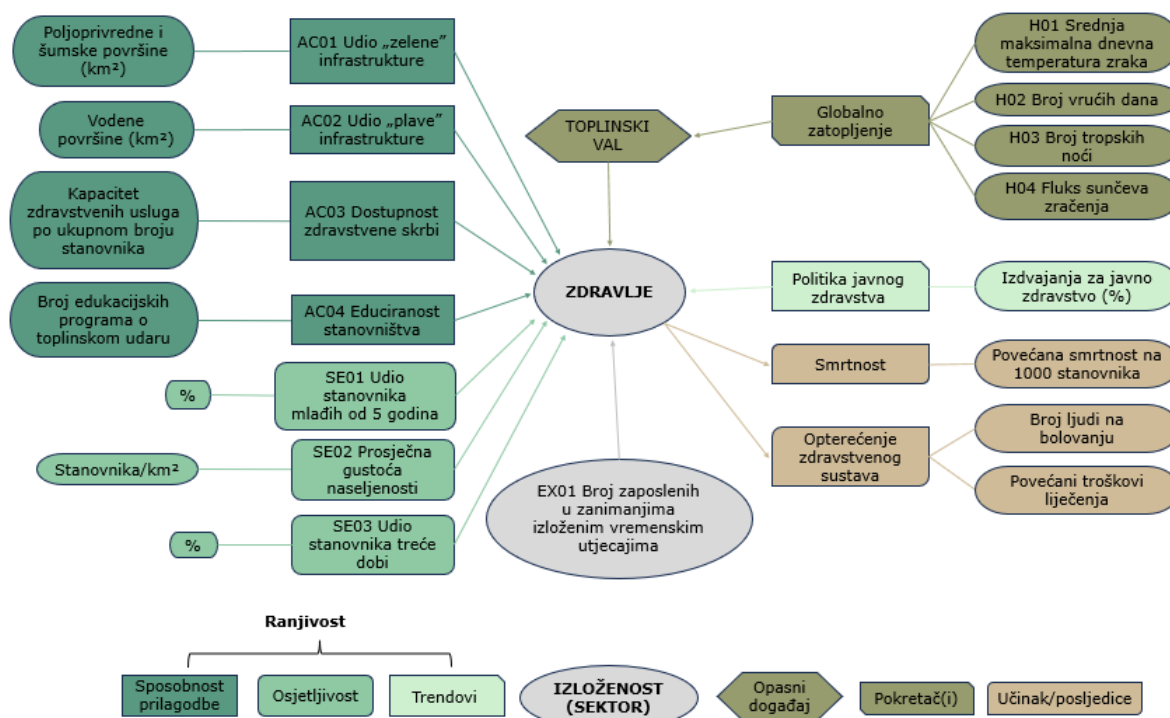 Poljoprivredne i
šumske površine
(km²)
AC01 Udio „zelene”
infrastrukture
Vodene
površine (km²)
AC02 Udio „plave”
infrastrukture
Kapacitet
zdravstvenih usluga
po ukupnom broju
stanovnika
AC03 Dostupnost
zdravstvene skrbi
Broj edukacijskih
programa o
toplinskom udaru
AC04 Educiranost
stanovništva
%
SE01 Udio
stanovnika
mlađih od 5 godina
Stanovnika/km²
SE02 Prosječna
gustoća
naseljenosti
%
SE03 Udio
stanovnika treće
dobi
TOPLINSKI
VAL
ZDRAVLJE
EX01 Broj zaposlenih
u zanimanjima
izloženim vremenskim
utjecajima
Globalno
zatopljenje
H01 Srednja
maksimalna dnevna
temperatura zraka
H02 Broj vrućih dana
H03 Broj tropskih
noći
H04 Fluks sunčeva
zračenja
Politika javnog
zdravstva
Izdvajanja za javno
zdravstvo (%)
Smrtnost
Povećana smrtnost na
1000 stanovnika
Opterećenje
zdravstvenog
sustava
Broj ljudi na
bolovanju
Povećani troškovi
liječenja
Ranjivost
Sposobnost
prilagodbe
Osjetljivost
Trendovi
IZLOŽENOST
(SEKTOR)
Opasni
događaj
Pokretač(i)
Učinak/posljedice